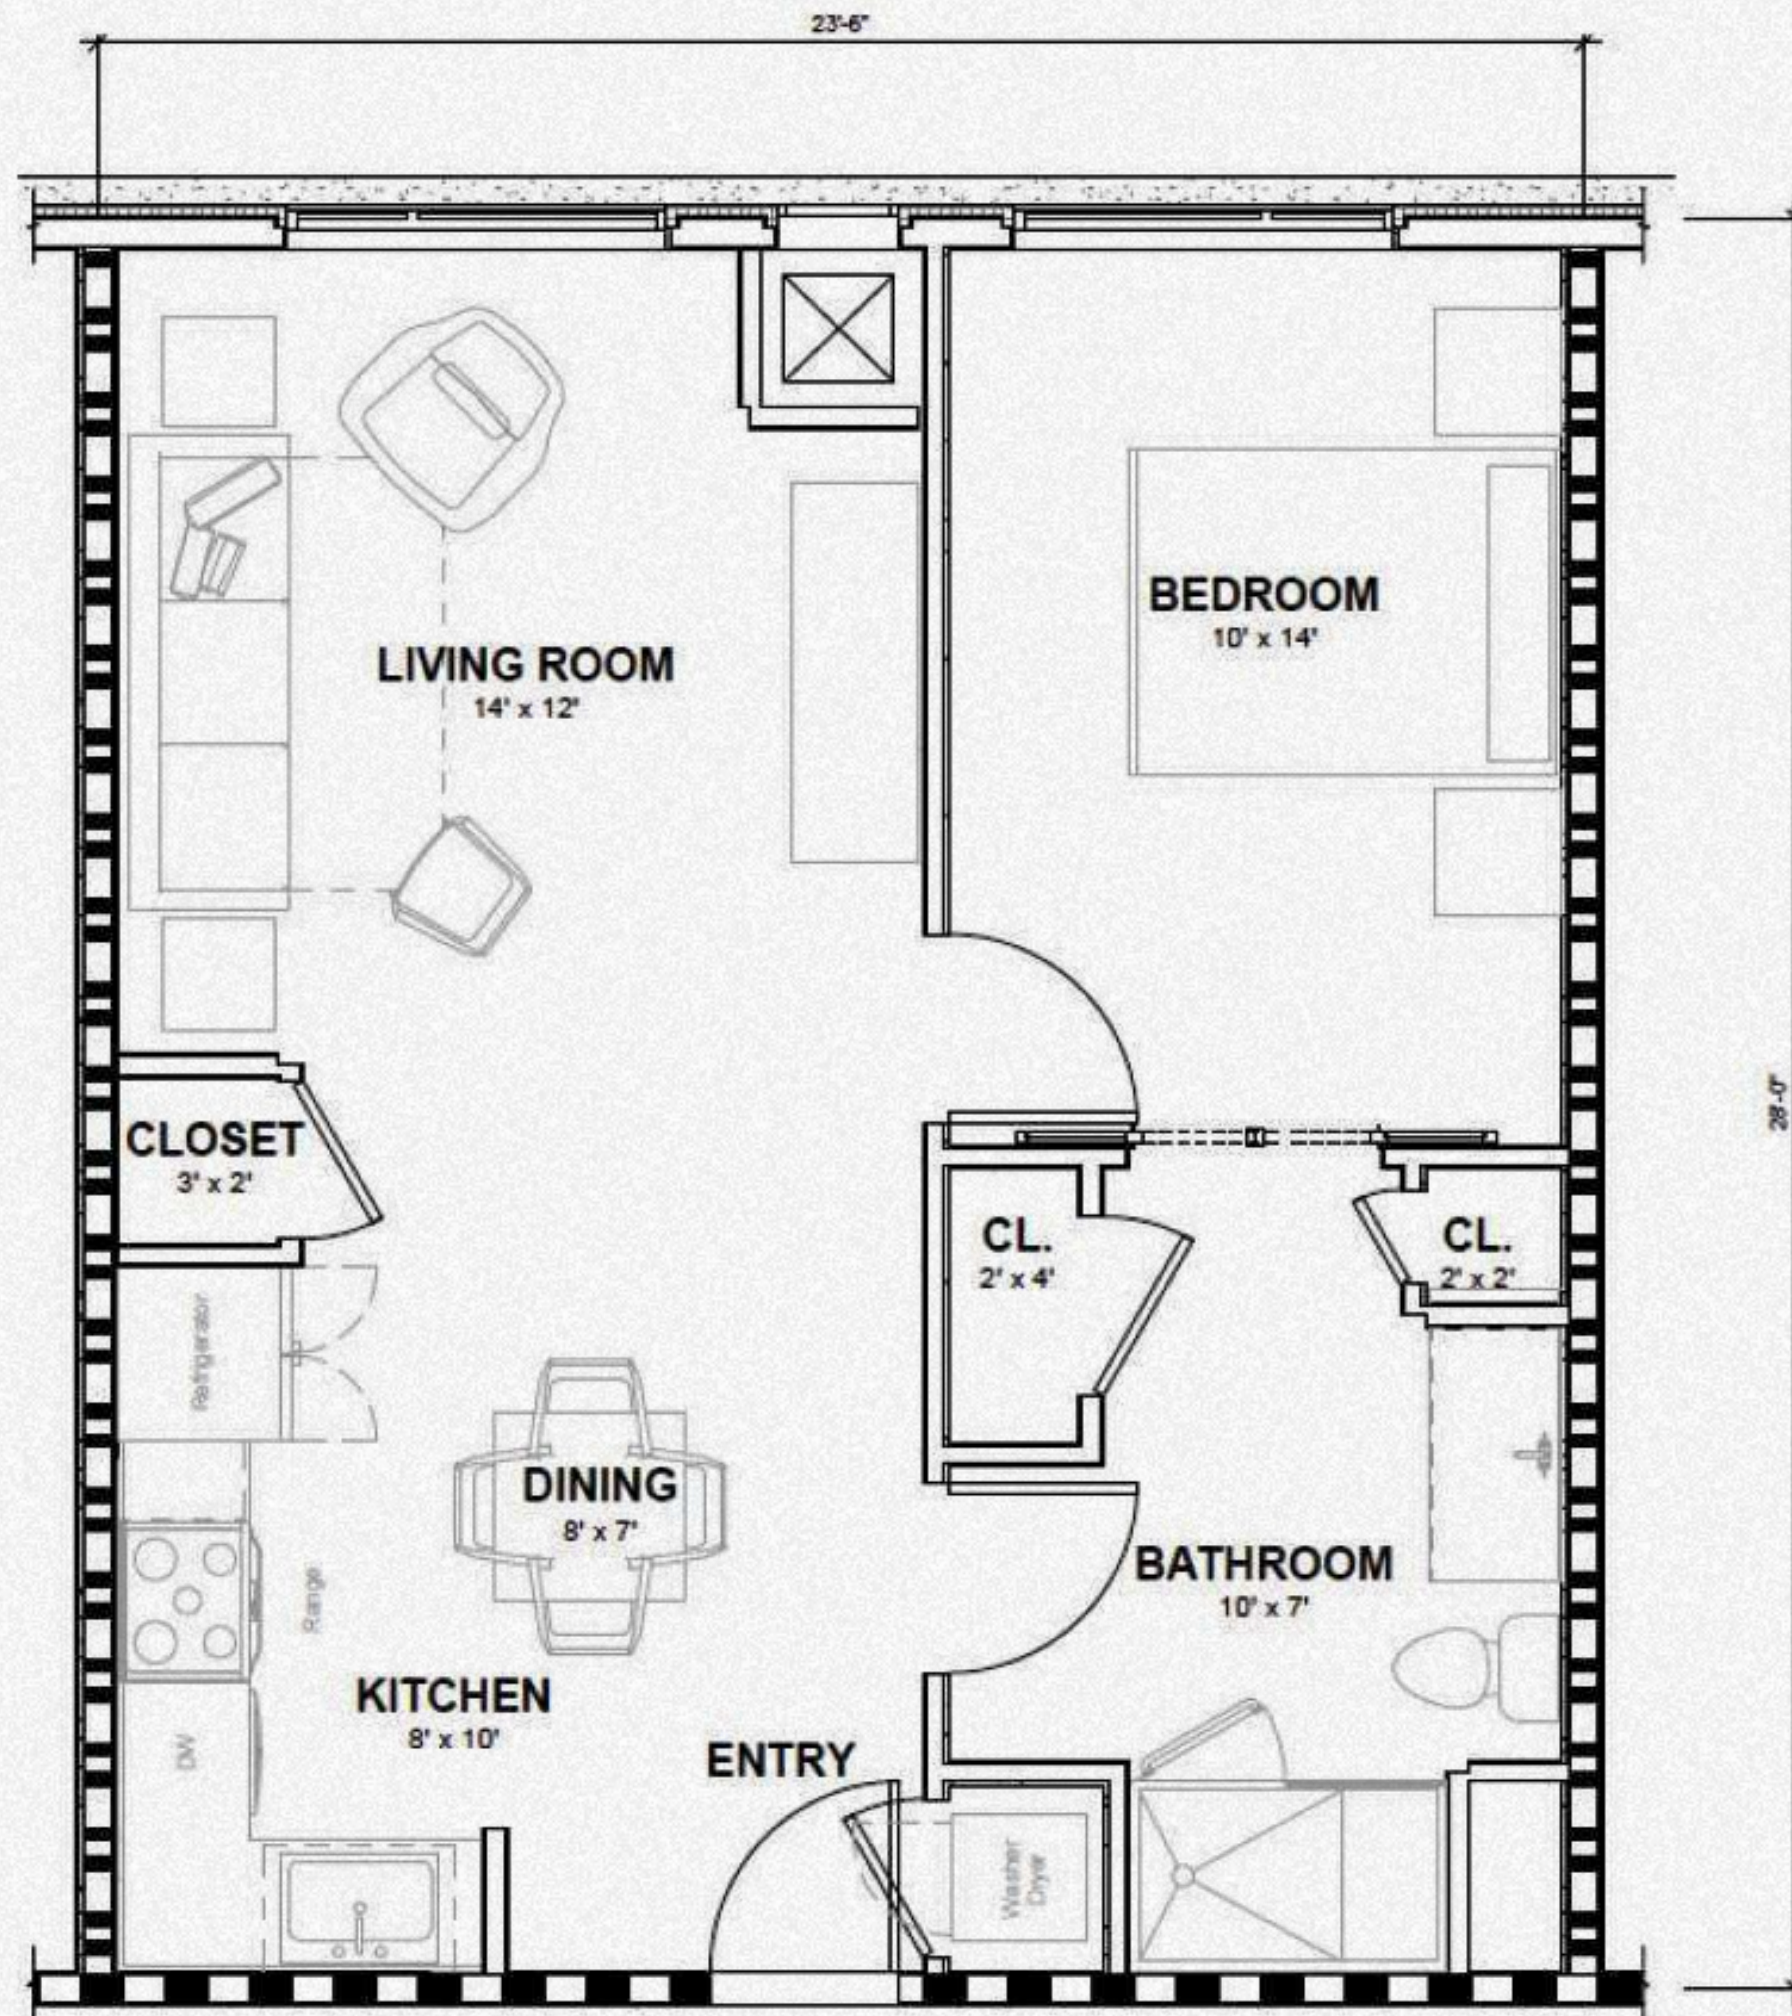 23'-6"
BEDROOM
10' x 14'
LIVING ROOM
14' x 12'
28'-0"
CLOSET
3' x 2'
CL.
2' x 4'
CL.
2' x 2'
Refrigerator
DINING
8' x 7'
Range
BATHROOM
10' x 7'
KITCHEN
8' x 10'
DW
ENTRY
Washer
Dryer